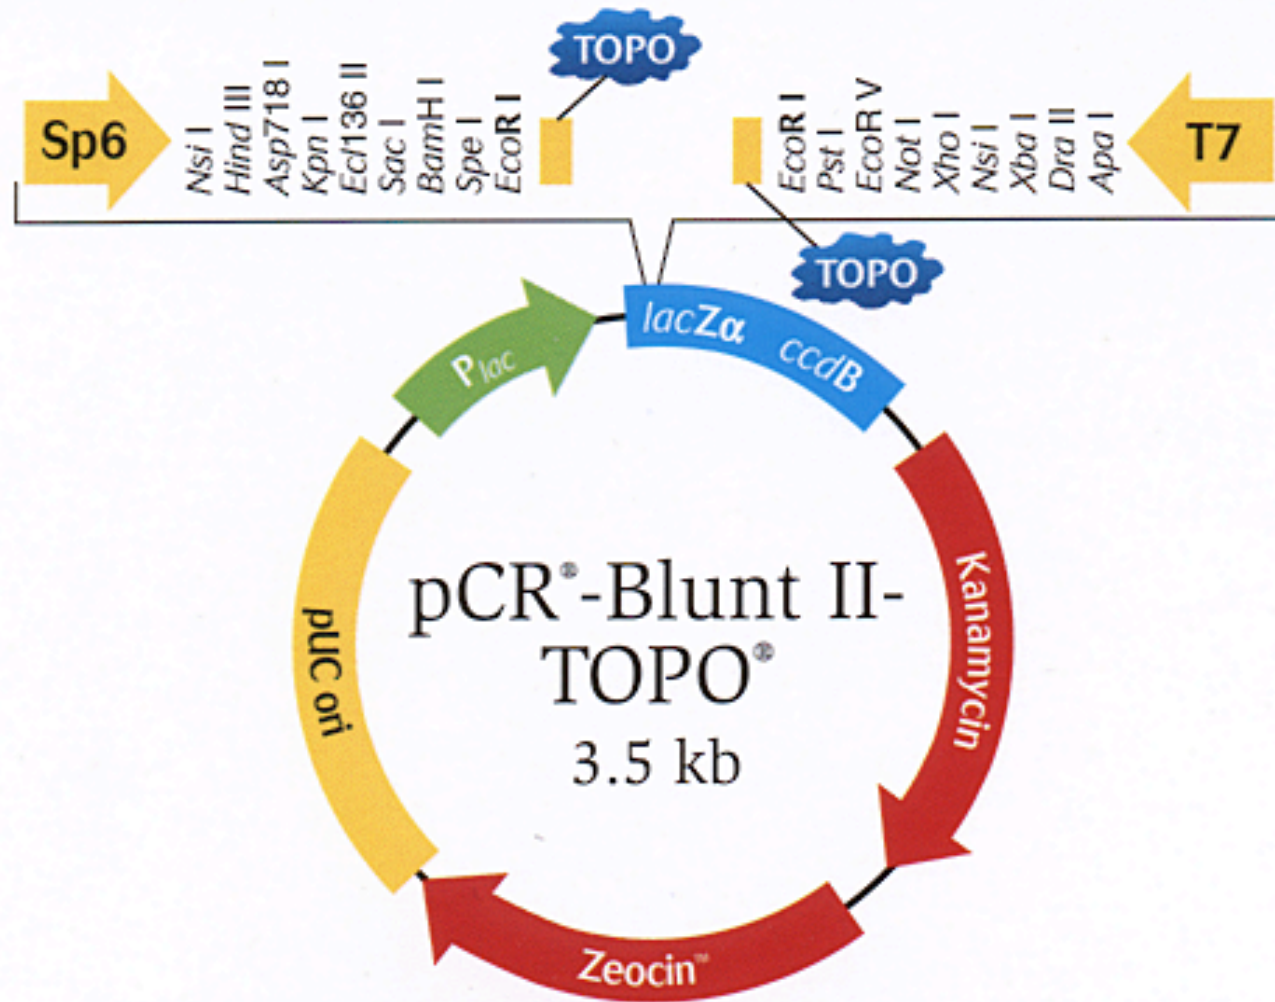 TOPO
Sp6
Nsi I
Hind III
Asp718 I
Kpn I
Ecl136 II
Sac I
BamH I
Spe I
EcoR I
EcoR I
Pst I
EcoR V
Not I
Xho I
Nsi I
Xba I
Dra II
Apa I
T7
TOPO
Plac
lacZα ccdB
Kanamycin
pUC ori
Zeocin™
pCR®-Blunt II-
TOPO®
3.5 kb